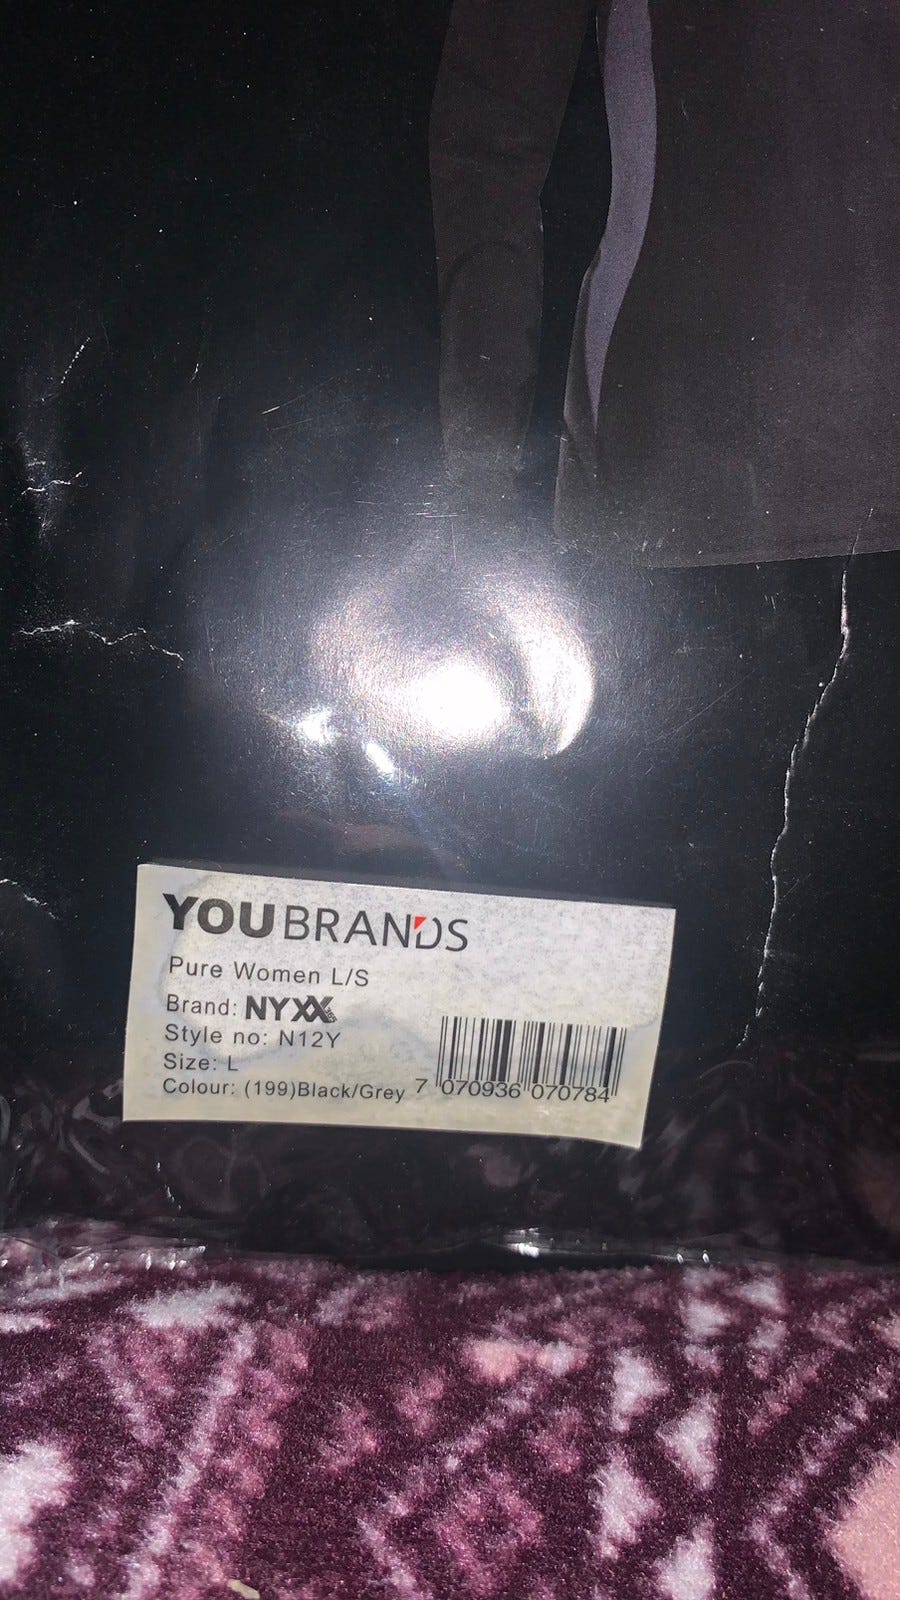 YOUBRANDS
Pure Women L/S
Brand: NYXX
Style no: N12Y
Size: L
Colour: (199)Black/Grey
7 070936 070784